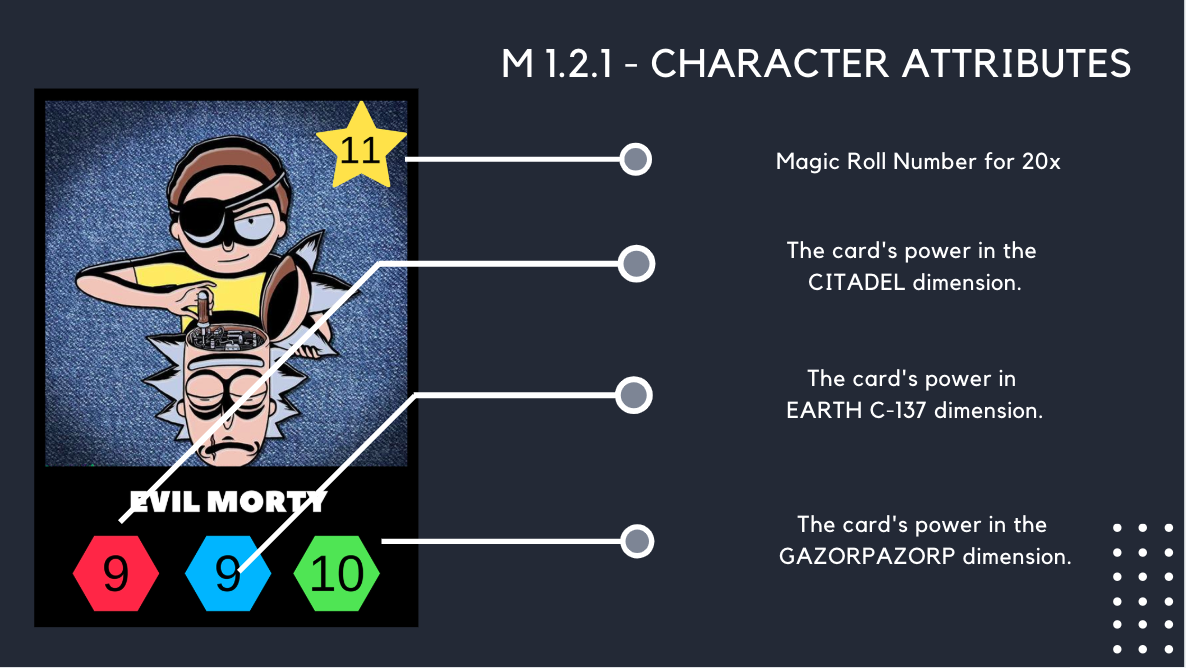 M 1.2.1 - CHARACTER ATTRIBUTES
11
Magic Roll Number for 20x
The card's power in the
CITADEL dimension.
The card's power in
EARTH C-137 dimension.
EVIL MORTY
The card's power in the
GAZORPAZORP dimension.
9 9 10